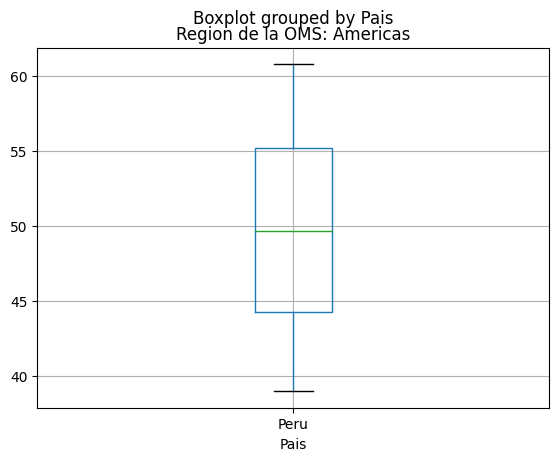 Boxplot grouped by Pais
Region de la OMS: Americas
60
55
50
45
40
Peru
Pais